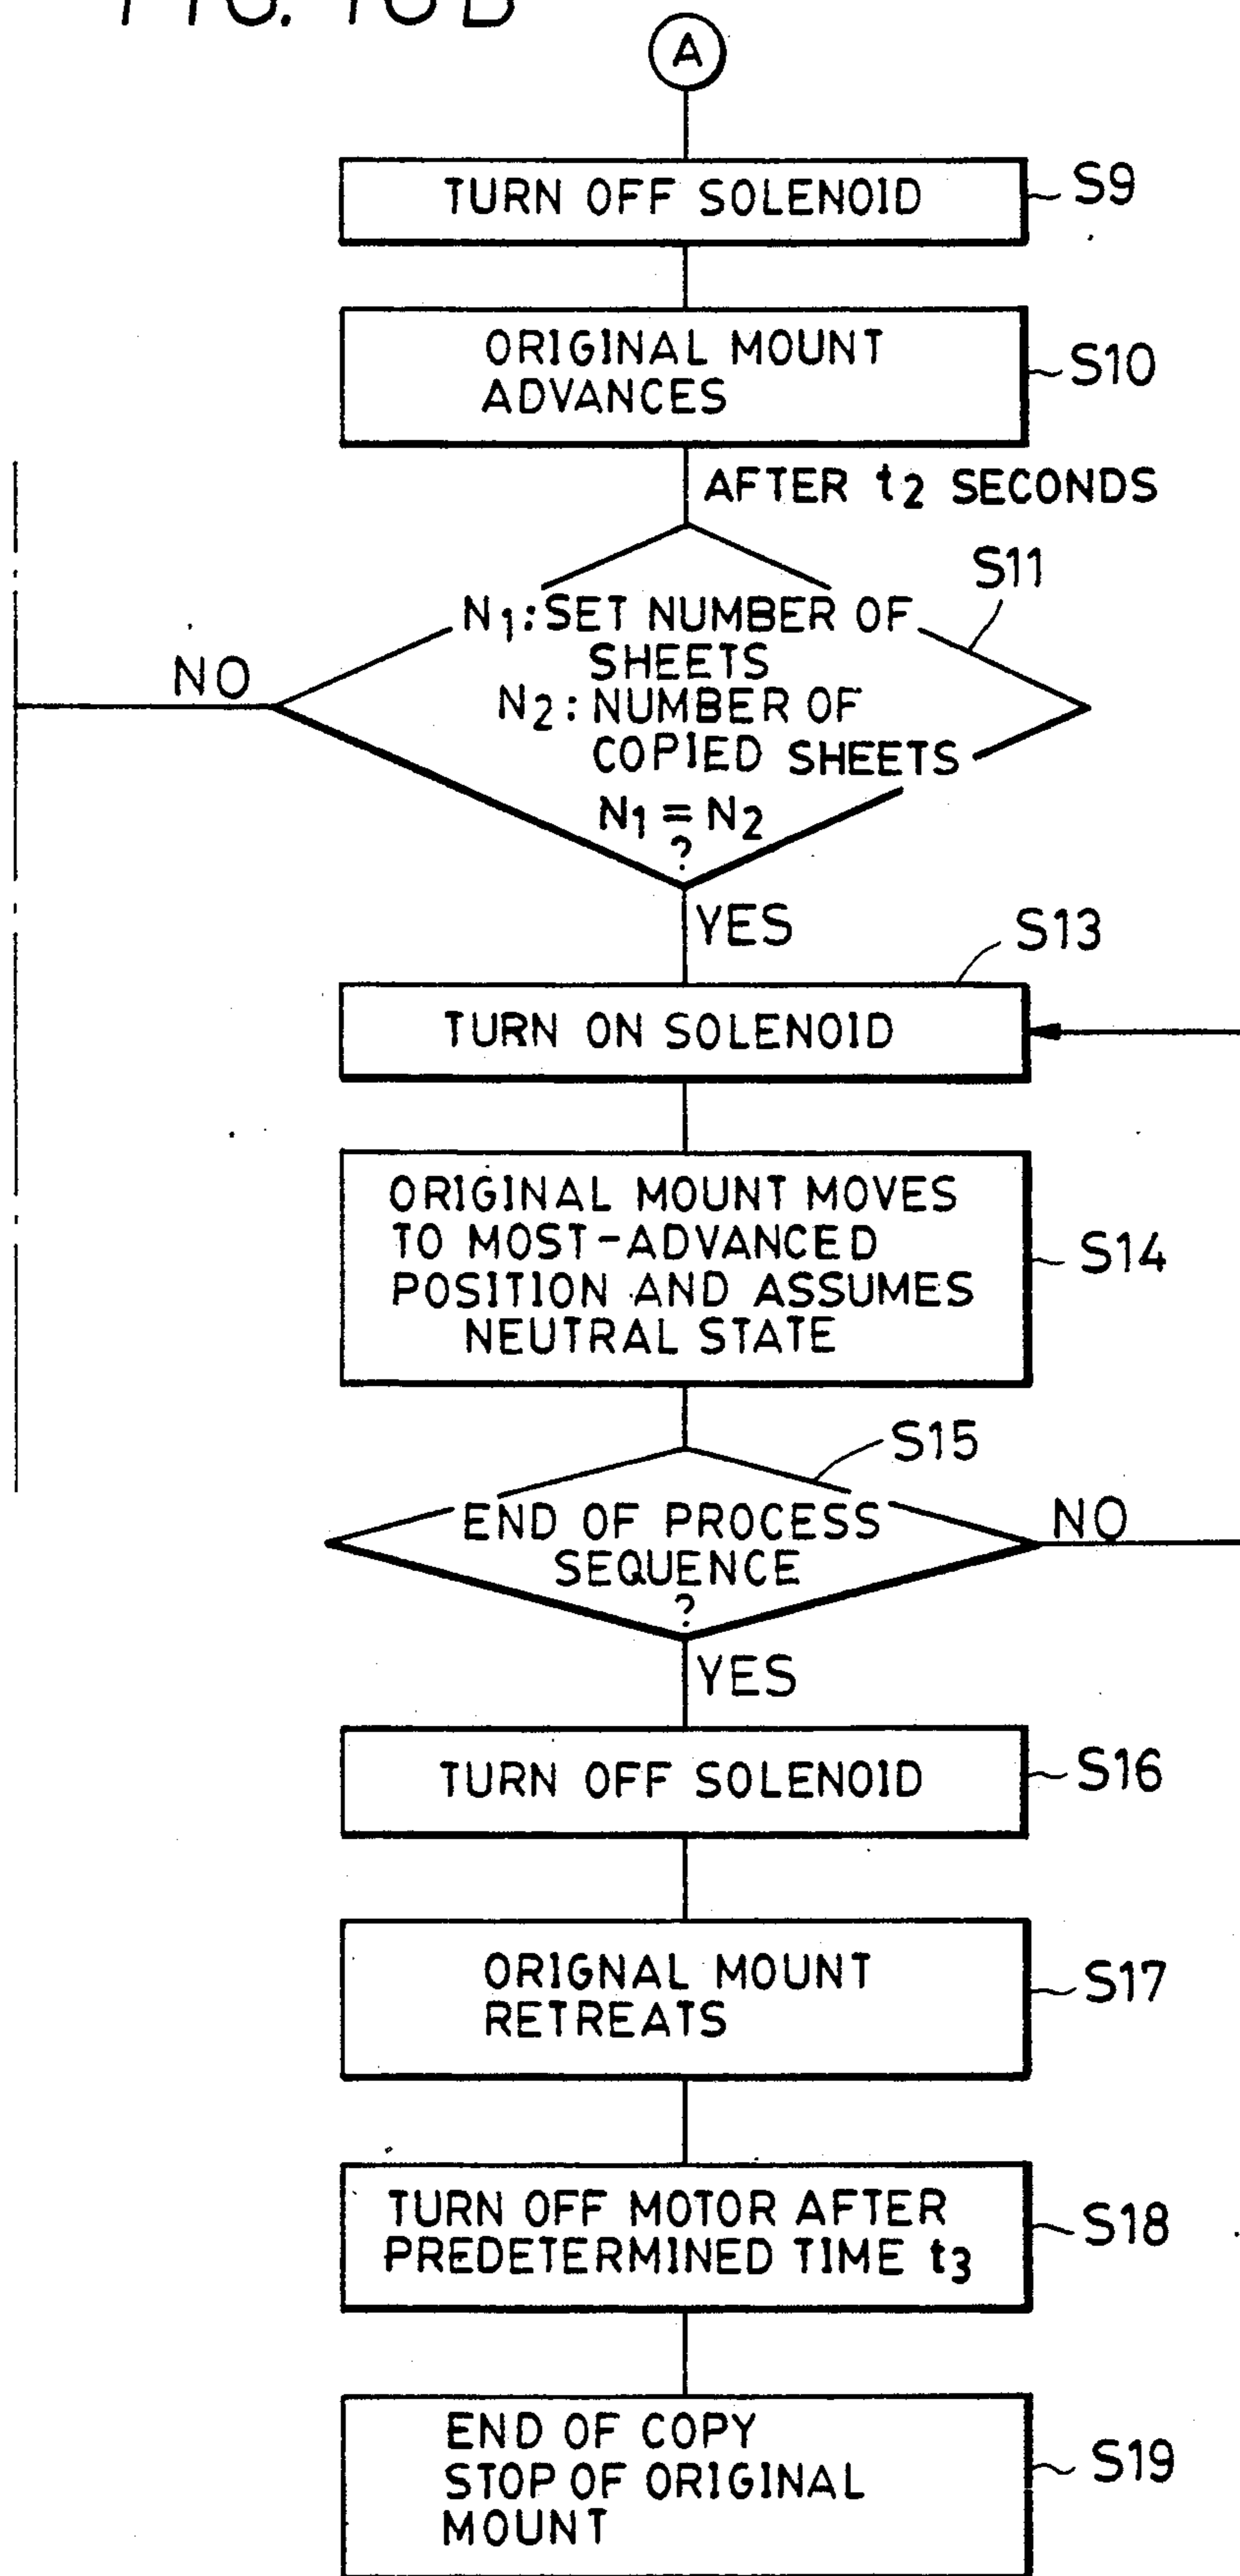 FIG. 16B
A
TURN OFF SOLENOID
S9
ORIGINAL MOUNT
ADVANCES
S10
AFTER t2 SECONDS
S11
N1: SET NUMBER OF
SHEETS
N2: NUMBER OF
COPIED SHEETS
N1 = N2
?
NO
YES
S13
TURN ON SOLENOID
ORIGINAL MOUNT MOVES
TO MOST-ADVANCED
POSITION AND ASSUMES
NEUTRAL STATE
S14
S15
END OF PROCESS
SEQUENCE
?
NO
YES
TURN OFF SOLENOID
S16
ORIGNAL MOUNT
RETREATS
S17
TURN OFF MOTOR AFTER
PREDETERMINED TIME t3
S18
END OF COPY
STOP OF ORIGINAL
MOUNT
S19